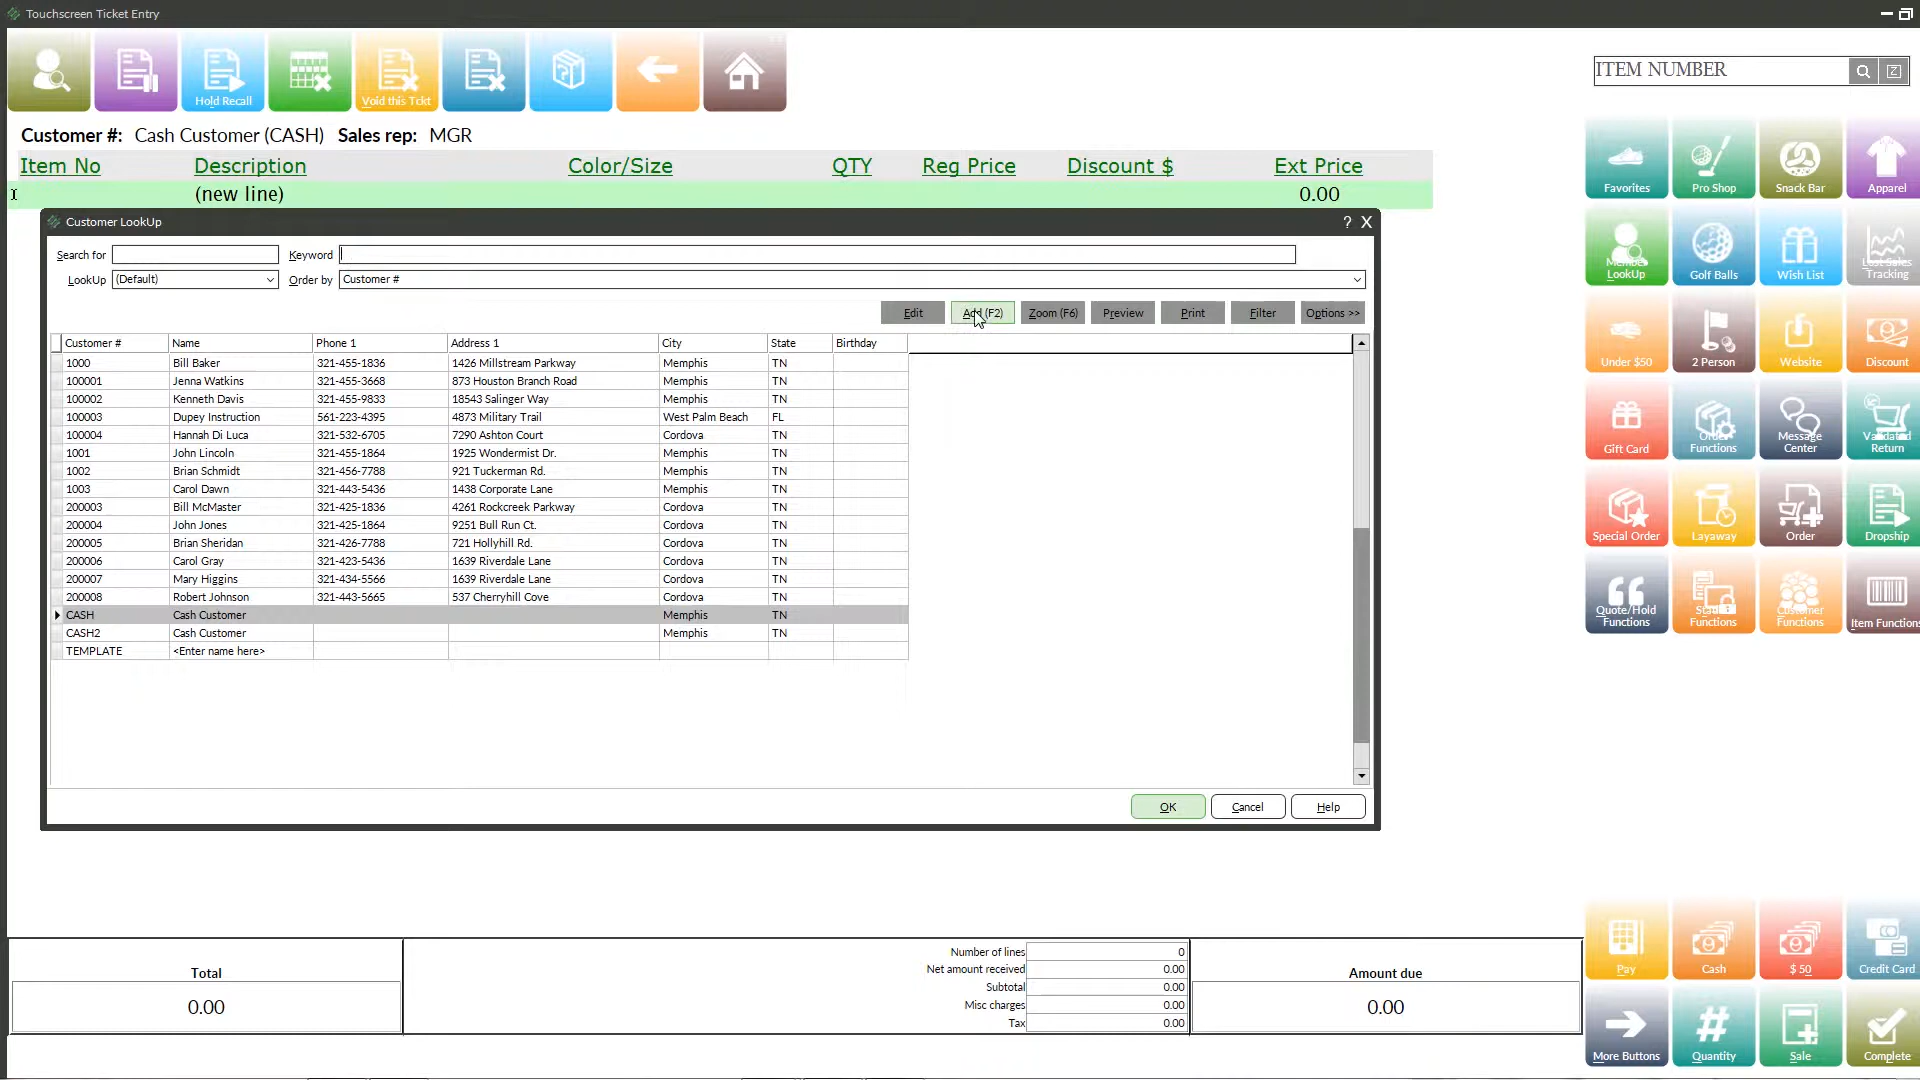 Touchscreen Ticket Entry
Hold Recall
Void this Tckt
ITEM NUMBER
Customer #: Cash Customer (CASH) Sales rep: MGR
Item No Description Color/Size QTY Reg Price Discount $ Ext Price
(new line) 0.00
Customer LookUp ? X
Search for Keyword
LookUp (Default) Order by Customer #
Edit Add (F2) Zoom (F6) Preview Print Filter Options >>
Customer # Name Phone 1 Address 1 City State Birthday
1000 Bill Baker 321-455-1836 1426 Millstream Parkway Memphis TN
100001 Jenna Watkins 321-455-3668 873 Houston Branch Road Memphis TN
100002 Kenneth Davis 321-455-9833 18543 Salinger Way Memphis TN
100003 Dupey Instruction 561-223-4395 4873 Military Trail West Palm Beach FL
100004 Hannah Di Luca 321-532-6705 7290 Ashton Court Cordova TN
1001 John Lincoln 321-455-1864 1925 Wondermist Dr. Memphis TN
1002 Brian Schmidt 321-456-7788 921 Tuckerman Rd. Memphis TN
1003 Carol Dawn 321-443-5436 1438 Corporate Lane Memphis TN
200003 Bill McMaster 321-425-1836 4261 Rockcreek Parkway Cordova TN
200004 John Jones 321-425-1864 9251 Bull Run Ct. Cordova TN
200005 Brian Sheridan 321-426-7788 721 Hollyhill Rd. Cordova TN
200006 Carol Gray 321-423-5436 1639 Riverdale Lane Cordova TN
200007 Mary Higgins 321-434-5566 1639 Riverdale Lane Cordova TN
200008 Robert Johnson 321-443-5665 537 Cherryhill Cove Cordova TN
CASH Cash Customer Memphis TN
CASH2 Cash Customer Memphis TN
TEMPLATE <Enter name here>
OK Cancel Help
Favorites Pro Shop Snack Bar Apparel
Member LookUp Golf Balls Wish List Lost Sales Tracking
Under $50 2 Person Website Discount
Gift Card Order Functions Message Center Validated Return
Special Order Layaway Order Dropship
Quote/Hold Functions Functions Customer Functions Item Functions
Total
0.00
Number of lines 0
Net amount received 0.00
Subtotal 0.00
Misc charges 0.00
Tax 0.00
Amount due
0.00
Pay Cash $ 50 Credit Card
More Buttons # Quantity Sale Complete